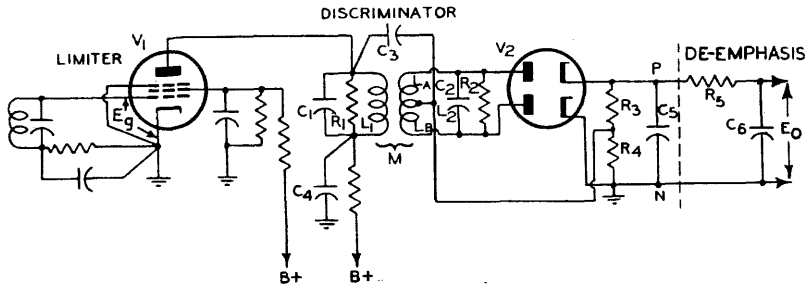 DISCRIMINATOR
LIMITER
V1
C3
V2
DE-EMPHASIS
Eg
C1
R1
L1
LA
C2
R2
L2
LB
M
C4
P
R3
C5
R4
N
R5
C6
EO
B+
B+